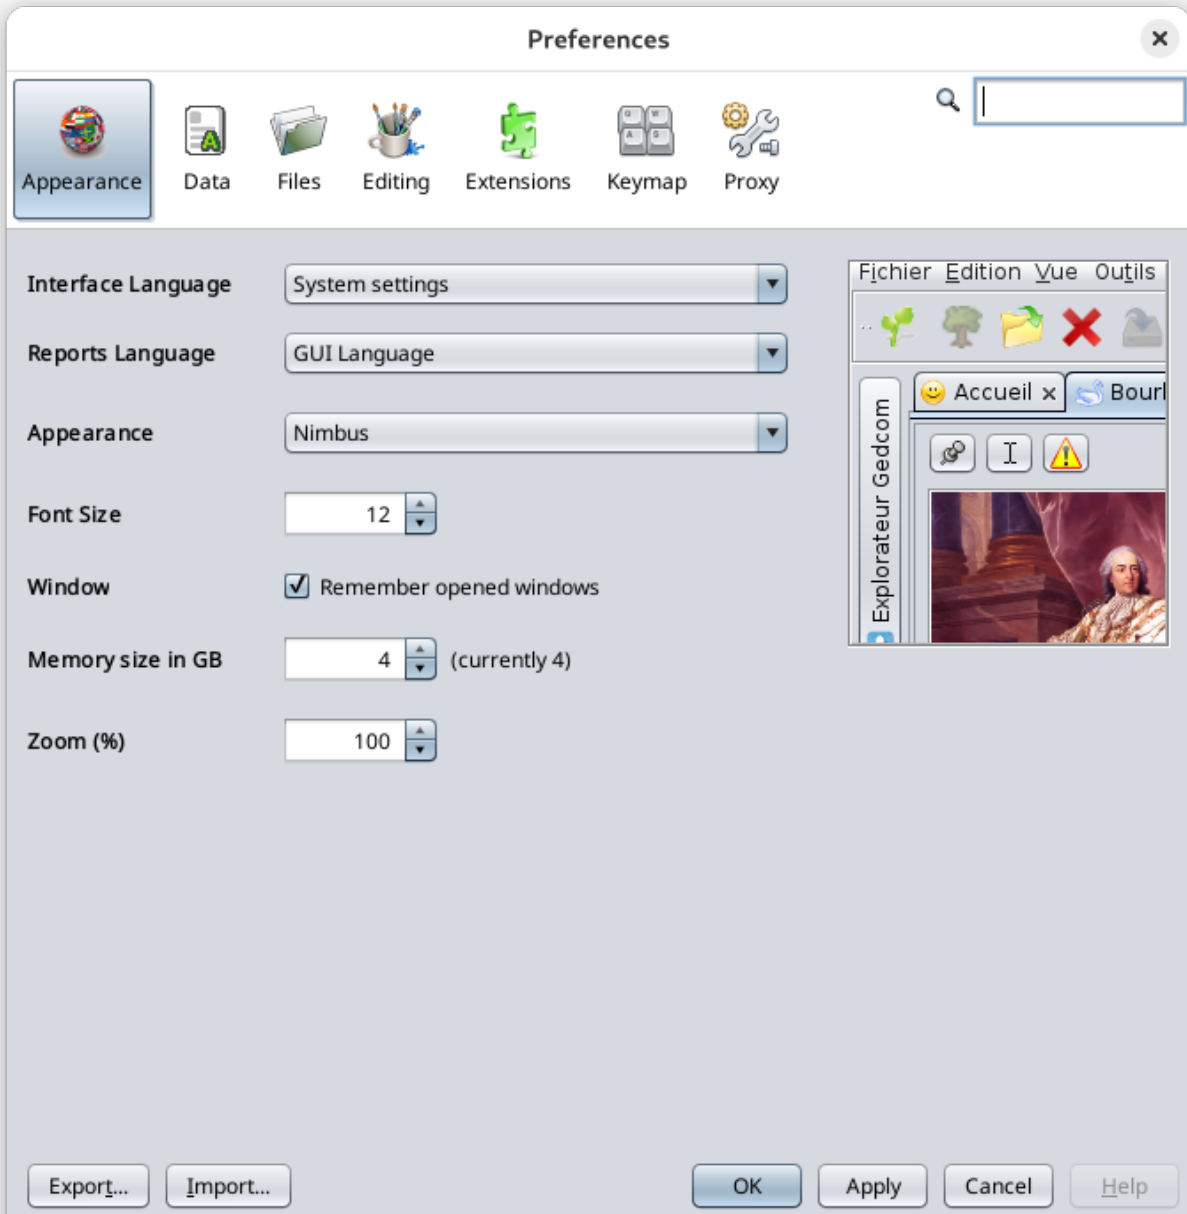 Preferences
Appearance Data Files Editing Extensions Keymap Proxy
Interface Language System settings
Reports Language GUI Language
Appearance Nimbus
Font Size 12
Window Remember opened windows
Memory size in GB 4 (currently 4)
Zoom (%) 100
Fichier Edition Vue Outils
Accueil x
Explorateur Gedcom
Export... Import... OK Apply Cancel Help